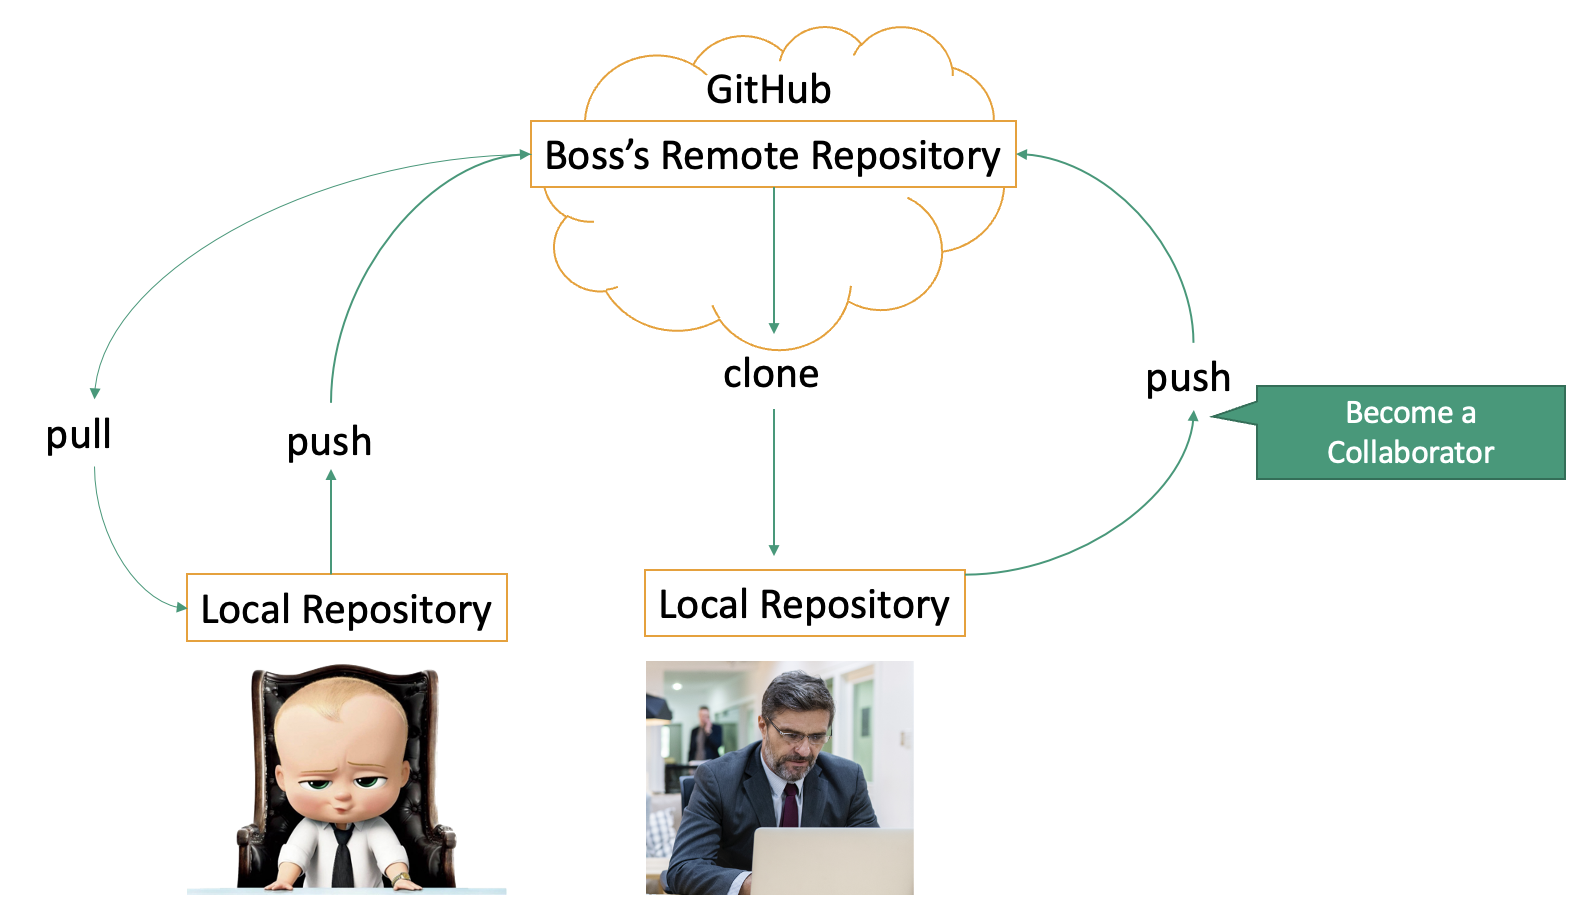 GitHub
Boss’s Remote Repository
clone
push
pull
push
Become a
Collaborator
Local Repository
Local Repository